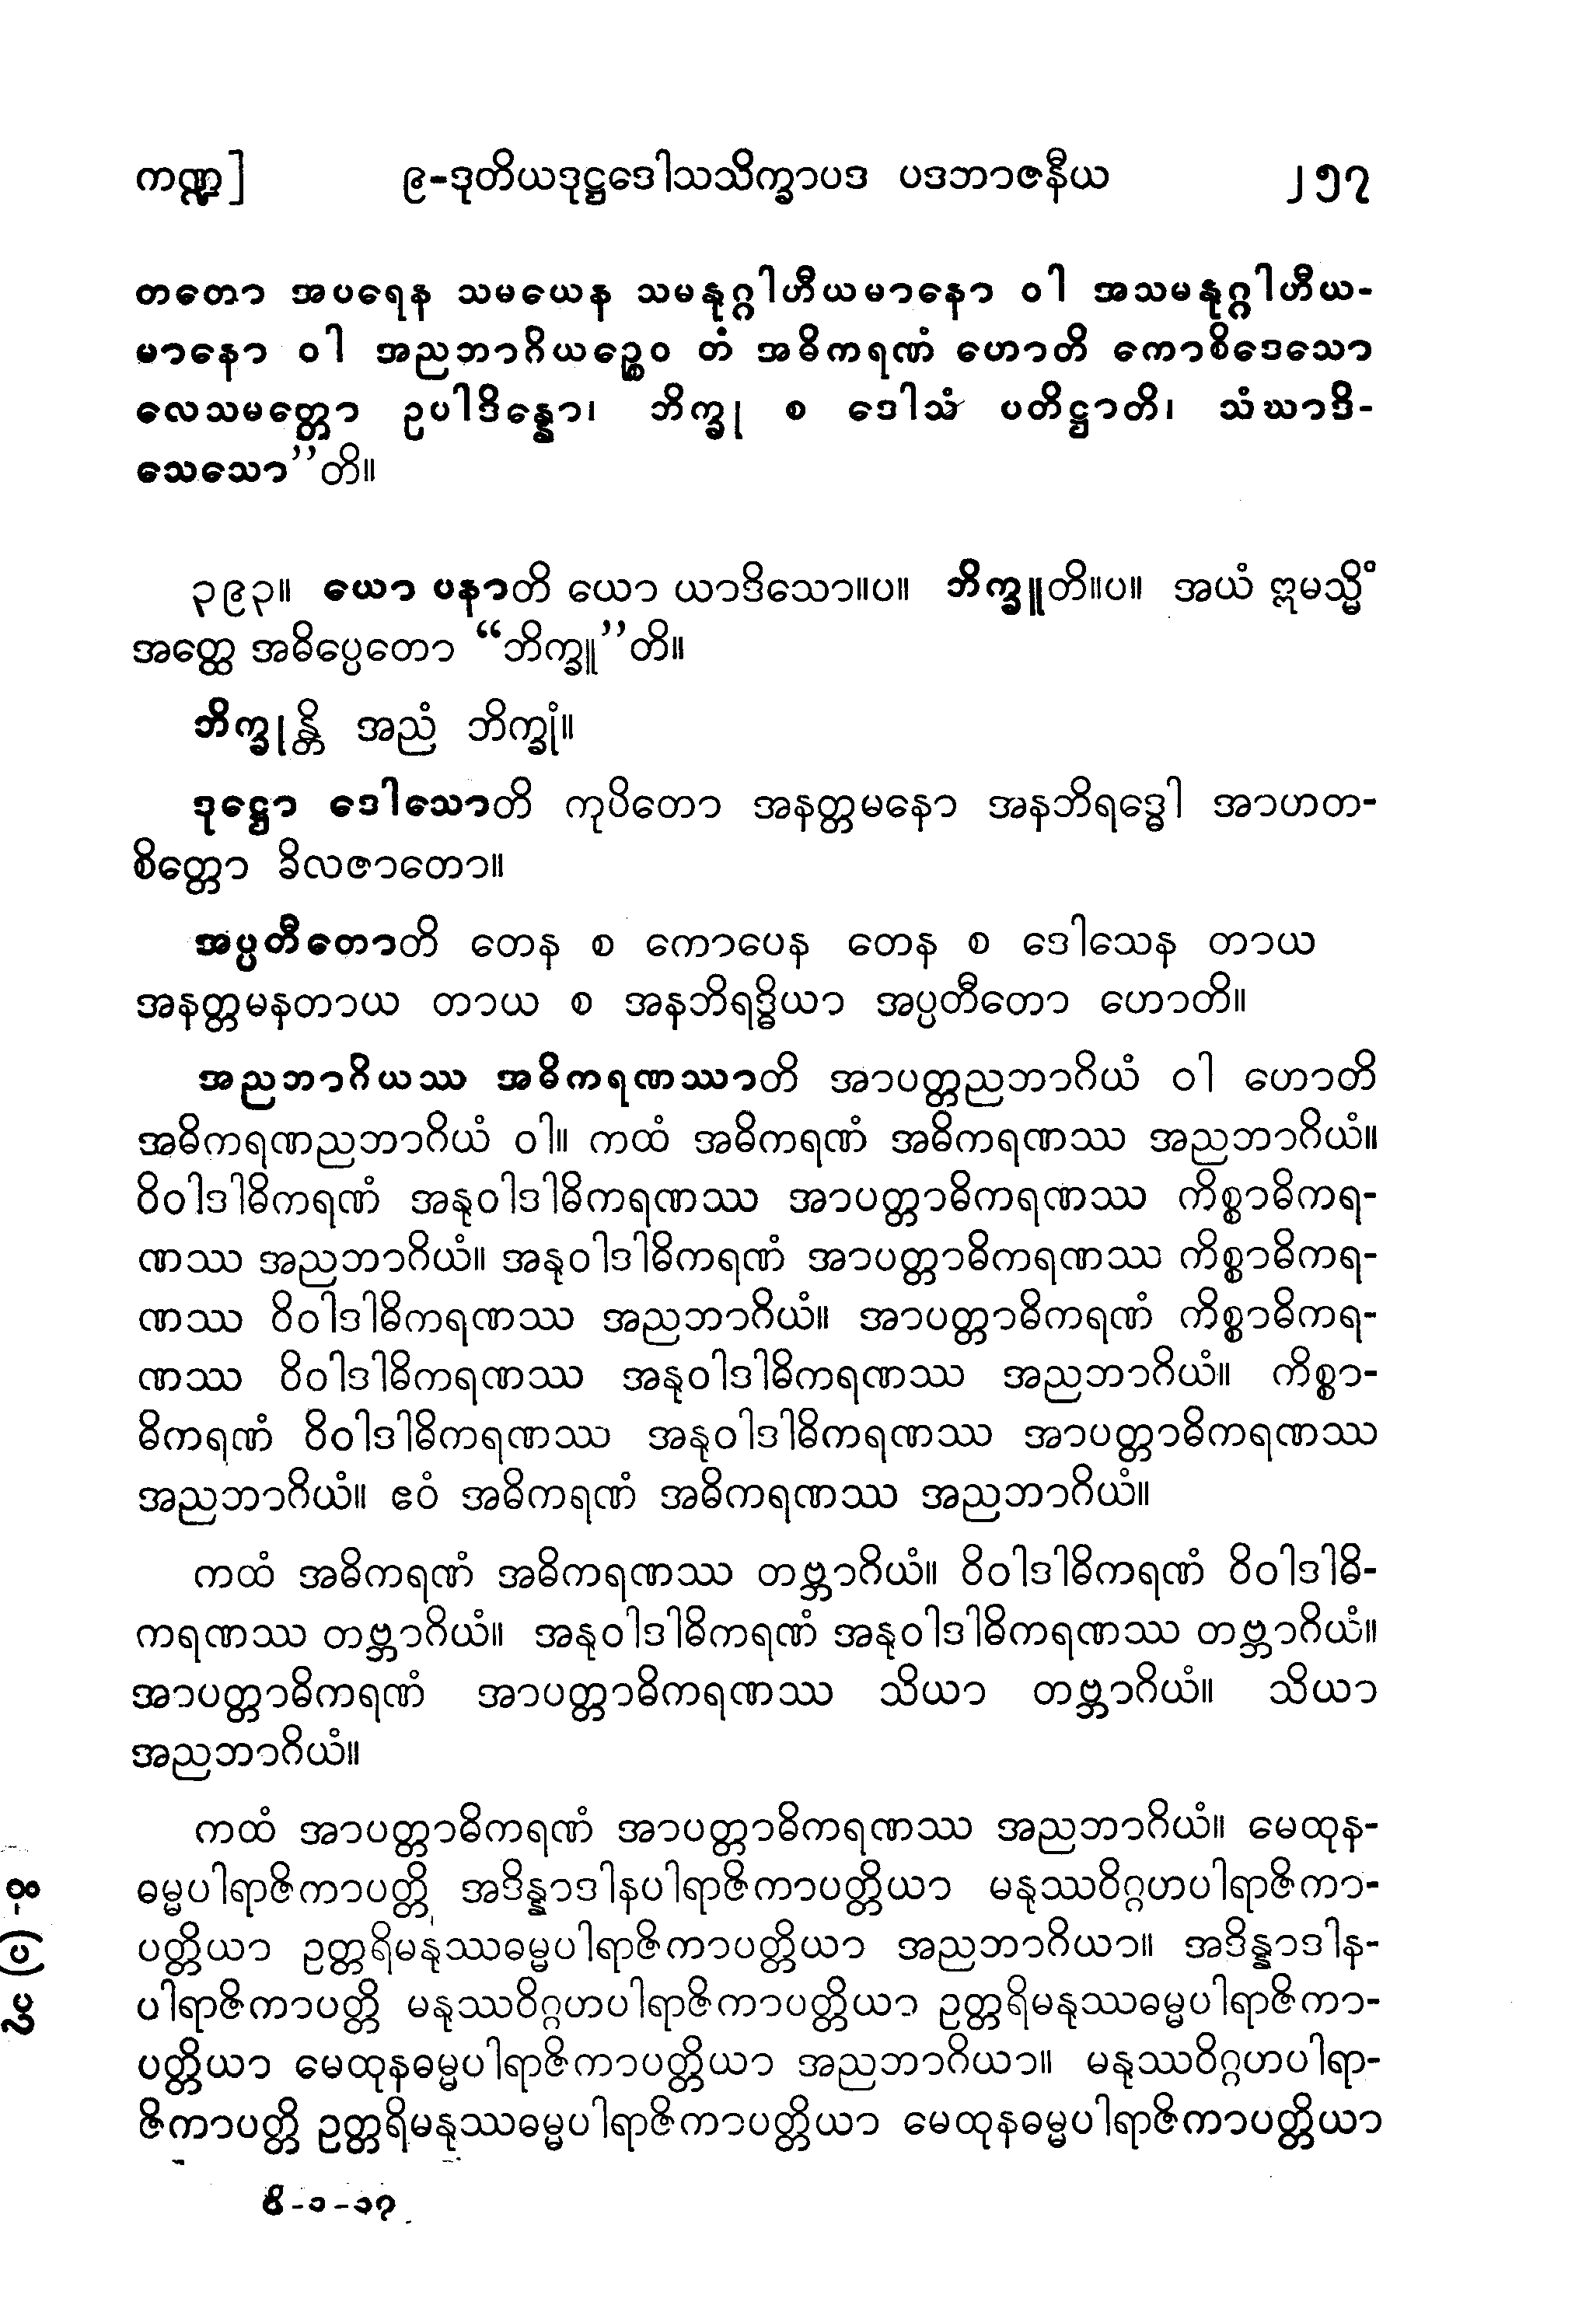 ကဏ္ဍ] ၉-ဒုတိယဒုဋ္ဌဒေါသသိက္ခာပဒ ပဒဘာဇနီယ ၂၅၇
တတော အပရေန သမယေန သမနုဂ္ဂါဟီယမာနော ဝါ အသမနုဂ္ဂါဟီယ-
မာနော ဝါ အညဘာဂိယဉ္စေဝ တံ အဓိကရဏံ ဟောတိ ကောစိဒေသော
လေသမတ္တော ဥပါဒိန္နော၊ ဘိက္ခု စ ဒေါသံ ပတိဋ္ဌာတိ၊ သံဃာဒိ-
သေသော”တိ။
၃၉၃။ ယော ပနာတိ ယော ယာဒိသော။ပ။ ဘိက္ခူတိ။ပ။ အယံ ဣမသ္မိံ
အတ္ထေ အဓိပ္ပေတော “ဘိက္ခူ”တိ။
ဘိက္ခုန္တိ အညံ ဘိက္ခုံ။
ဒုဋ္ဌော ဒေါသောတိ ကုပိတော အနတ္တမနော အနဘိရဒ္ဓေါ အာဟတ-
စိတ္တော ခိလဇာတော။
အပ္ပတီတောတိ တေန စ ကောပေန တေန စ ဒေါသေန တာယ
အနတ္တမနတာယ တာယ စ အနဘိရဒ္ဓိယာ အပ္ပတီတော ဟောတိ။
အညဘာဂိယဿ အဓိကရဏဿာတိ အာပတ္တညဘာဂိယံ ဝါ ဟောတိ
အဓိကရဏညဘာဂိယံ ဝါ။ ကထံ အဓိကရဏံ အဓိကရဏဿ အညဘာဂိယံ။
ဝိဝါဒါဓိကရဏံ အနုဝါဒါဓိကရဏဿ အာပတ္တာဓိကရဏဿ ကိစ္စာဓိကရ-
ဏဿ အညဘာဂိယံ။ အနုဝါဒါဓိကရဏံ အာပတ္တာဓိကရဏဿ ကိစ္စာဓိကရ-
ဏဿ ဝိဝါဒါဓိကရဏဿ အညဘာဂိယံ။ အာပတ္တာဓိကရဏံ ကိစ္စာဓိကရ-
ဏဿ ဝိဝါဒါဓိကရဏဿ အနုဝါဒါဓိကရဏဿ အညဘာဂိယံ။ ကိစ္စာ-
ဓိကရဏံ ဝိဝါဒါဓိကရဏဿ အနုဝါဒါဓိကရဏဿ အာပတ္တာဓိကရဏဿ
အညဘာဂိယံ။ ဧဝံ အဓိကရဏံ အဓိကရဏဿ အညဘာဂိယံ။
ကထံ အဓိကရဏံ အဓိကရဏဿ တဗ္ဘာဂိယံ။ ဝိဝါဒါဓိကရဏံ ဝိဝါဒါဓိ-
ကရဏဿ တဗ္ဘာဂိယံ။ အနုဝါဒါဓိကရဏံ အနုဝါဒါဓိကရဏဿ တဗ္ဘာဂိယံ။
အာပတ္တာဓိကရဏံ အာပတ္တာဓိကရဏဿ သိယာ တဗ္ဘာဂိယံ။ သိယာ
အညဘာဂိယံ။
ကထံ အာပတ္တာဓိကရဏံ အာပတ္တာဓိကရဏဿ အညဘာဂိယံ။ မေထုန-
ဓမ္မပါရာဇိကာပတ္တိ အဒိန္နာဒါနပါရာဇိကာပတ္တိယာ မနုဿဝိဂ္ဂဟပါရာဇိကာ-
ပတ္တိယာ ဥတ္တရိမနုဿဓမ္မပါရာဇိကာပတ္တိယာ အညဘာဂိယာ။ အဒိန္နာဒါန-
ပါရာဇိကာပတ္တိ မနုဿဝိဂ္ဂဟပါရာဇိကာပတ္တိယာ ဥတ္တရိမနုဿဓမ္မပါရာဇိကာ-
ပတ္တိယာ မေထုနဓမ္မပါရာဇိကာပတ္တိယာ အညဘာဂိယာ။ မနုဿဝိဂ္ဂဟပါရာ-
ဇိကာပတ္တိ ဥတ္တရိမနုဿဓမ္မပါရာဇိကာပတ္တိယာ မေထုနဓမ္မပါရာဇိကာပတ္တိယာ
ဝိ-၁-၁၇